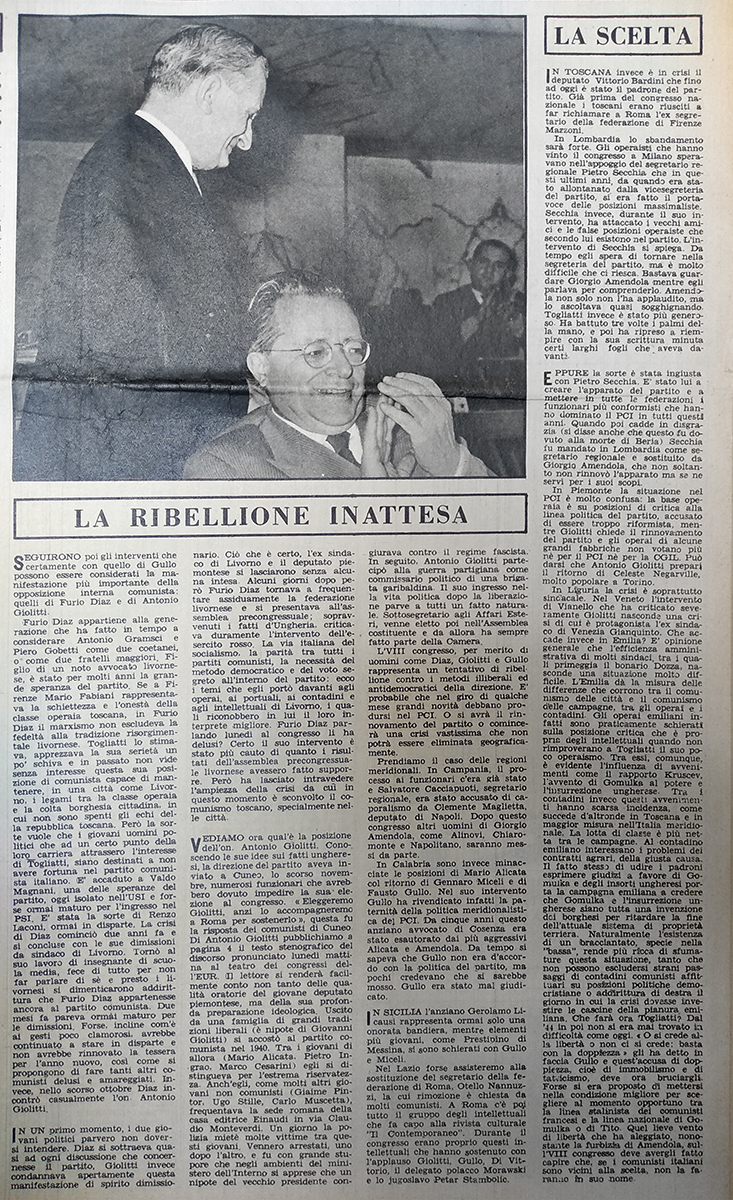 LA RIBELLIONE INATTESA
SEGUIRONO poi gli interventi che
certamente con quello di Gullo
possono essere considerati la ma-
nifestazione più importante della
opposizione interna comunista:
quelli di Furio Diaz e di Antonio
Giolitti.
Furio Diaz appartiene alla gene-
razione che ha fatto in tempo a
considerare Antonio Gramsci e
Piero Gobetti come due coetanei,
o come due fratelli maggiori. Fi-
glio di un noto avvocato livorne-
se, è stato per molti anni la gran-
de speranza del partito. Se a Fi-
renze Mario Fabiani rappresenta-
va la schiettezza e l'onestà della
classe operaia toscana, in Furio
Diaz il marxismo non escludeva la
fedeltà alla tradizione risorgimen-
tale livornese. Togliatti lo stima-
va, apprezzava la sua serietà un
po' schiva e in passato non vide
senza interesse questa sua posi-
zione di comunista capace di man-
tenere, in una città come Livor-
no, i legami tra la classe operaia
e la colta borghesia cittadina, in
cui non sono spenti gli echi del-
la repubblica toscana. Però la sor-
te vuole che i giovani uomini po-
litici che ad un certo punto della
loro carriera attrassero l'interesse
di Togliatti, siano destinati a non
avere fortuna nel partito comuni-
sta italiano. E' accaduto a Valdo
Magnani, una delle speranze del
partito, oggi isolato nell'USI e for-
se ormai maturo per l'ingresso nel
PSI. E' stata la sorte di Renzo
Laconi, ormai in disparte. La crisi
di Diaz cominciò due anni fa e
si concluse con le sue dimissioni
da sindaco di Livorno. Tornò al
suo lavoro di insegnante di scuo-
la media, fece di tutto per non
far parlare di sè e presto i li-
vornesi si dimenticarono addirit-
tura che Furio Diaz appartenesse
ancora al partito comunista. Due
mesi fa pareva ormai maturo per
le dimissioni. Forse, incline com'è
ai gesti poco clamorosi, avrebbe
continuato a stare in disparte e
non avrebbe rinnovato la tessera
per l'anno nuovo, così come si
propongono di fare tanti altri co-
munisti delusi e amareggiati. In-
vece, nello scorso ottobre Diaz in-
contrò casualmente l'on. Antonio
Giolitti.
IN UN primo momento, i due gio-
vani politici parvero non dover-
si intendere. Diaz si sottraeva qua-
si ad ogni discussione che concer-
nesse il partito, Giolitti invece
condannava apertamente questa
manifestazione di spirito dimissio-
nario. Ciò che è certo, l'ex sinda-
co di Livorno e il deputato pie-
montese si lasciarono senza alcu-
na intesa. Alcuni giorni dopo pe-
rò Furio Diaz tornava a frequen-
tare assiduamente la federazione
livornese e si presentava all'as-
semblea precongressuale; soprav-
venuti i fatti d'Ungheria, critica-
va duramente l'intervento dell'e-
sercito rosso. La via italiana del
socialismo, la parità tra tutti i
partiti comunisti, la necessità del
metodo democratico e del voto se-
greto all'interno del partito: ecco
i temi che egli portò davanti agli
operai, ai portuali, ai contadini e
agli intellettuali di Livorno, i qua-
li riconobbero in lui il loro in-
terprete migliore. Furio Diaz par-
lando lunedì al congresso li ha
delusi? Certo il suo intervento è
stato più cauto di quanto i risul-
tati dell'assemblea precongressua-
le livornese avessero fatto suppor-
re. Però ha lasciato intravedere
l'ampiezza della crisi da cui in
questo momento è sconvolto il co-
munismo toscano, specialmente nel-
le città.
VEDIAMO ora qual'è la posizione
dell'on. Antonio Giolitti. Cono-
scendo le sue idee sui fatti unghere-
si, la direzione del partito aveva in-
viato a Cuneo, lo scorso novem-
bre, numerosi funzionari che avreb-
bero dovuto impedire la sua ele-
zione al congresso. « Eleggeremo
Giolitti, anzi lo accompagneremo
a Roma per sostenerlo », questa fu
la risposta dei comunisti di Cuneo
Di Antonio Giolitti pubblichiamo a
pagina 4 il testo stenografico del
discorso pronunciato lunedì matti-
na al teatro dei congressi del-
l'EUR. Il lettore si renderà facil-
mente conto non tanto delle qua-
lità oratorie del giovane deputato
piemontese, ma della sua profon-
da preparazione ideologica. Uscito
da una famiglia di grandi tradi-
zioni liberali (è nipote di Giovanni
Giolitti) si accostò al partito co-
munista nel 1940. Tra i giovani di
allora (Mario Alicata, Pietro In-
grao, Marco Cesarini) egli si di-
stingueva per l'estrema riservatez-
za. Anch'egli, come molti altri gio-
vani non comunisti (Giaime Pin-
tor, Ugo Stille, Carlo Muscetta),
frequentava la sede romana della
casa editrice Einaudi in via Clau-
dio Monteverdi. Un giorno la po-
lizia mietè molte vittime tra que-
sti giovani. Vennero arrestati, uno
dopo l'altro, e fu con grande stu-
pore che negli ambienti del mini-
stero dell'Interno si apprese che un
nipote del vecchio presidente con-
giurava contro il regime fascista.
In seguito, Antonio Giolitti parte-
cipò alla guerra partigiana come
commissario politico di una briga-
ta garibaldina. Il suo ingresso nel-
la vita politica dopo la liberazio-
ne parve a tutti un fatto natura-
le. Sottosegretario agli Affari Este-
ri, venne eletto poi nell'Assemblea
costituente e da allora ha sempre
fatto parte della Camera.
L'VIII congresso, per merito di
uomini come Diaz, Giolitti e Gullo
rappresenta un tentativo di ribel-
lione contro i metodi illiberali ed
antidemocratici della direzione. E'
probabile che nel giro di qualche
mese grandi novità debbano pro-
dursi nel PCI. O si avrà il rin-
novamento del partito o comince-
rà una crisi vastissima che non
potrà essere eliminata geografica-
mente.
Prendiamo il caso delle regioni
meridionali. In Campania, il pro-
cesso ai funzionari c'era già stato
e Salvatore Cacciapuoti, segretario
regionale, era stato accusato di ca-
poralismo da Clemente Maglietta,
deputato di Napoli. Dopo questo
congresso altri uomini di Giorgio
Amendola, come Alinovi, Chiaro-
monte e Napolitano, saranno mes-
si da parte.
In Calabria sono invece minac-
ciate le posizioni di Mario Alicata
col ritorno di Gennaro Miceli e di
Fausto Gullo. Nel suo intervento
Gullo ha rivendicato infatti la pa-
ternità della politica meridionalisti-
ca del PCI. Da cinque anni questo
anziano avvocato di Cosenza era
stato esautorato dai più aggressivi
Alicata e Amendola. Da tempo si
sapeva che Gullo non era d'accor-
do con la politica del partito, ma
pochi credevano che si sarebbe
mosso. Gullo era stato mal giudi-
cato.
IN SICILIA l'anziano Gerolamo Li-
causi rappresenta ormai solo una
onorata bandiera, mentre elementi
più giovani, come Prestipino di
Messina, si sono schierati con Gullo
e Miceli.
Nel Lazio forse assisteremo alla
sostituzione del segretario della fe-
derazione di Roma, Otello Nannuz-
zi, la cui rimozione è chiesta da
molti comunisti. A Roma c'è poi
tutto il gruppo degli intellettuali
che fa capo alla rivista culturale
"Il Contemporaneo". Durante il
congresso erano proprio questi in-
tellettuali che hanno sostenuto con
l'applauso Giolitti, Gullo, Di Vit-
torio, il delegato polacco Morawski
e lo jugoslavo Petar Stambolic.
LA SCELTA
IN TOSCANA invece è in crisi il
deputato Vittorio Bardini che fino
ad oggi è stato il padrone del par-
tito. Già prima del congresso na-
zionale i toscani erano riusciti a
far richiamare a Roma l'ex segre-
tario della federazione di Firenze
Mazzoni.
In Lombardia lo sbandamento
sarà forte. Gli operaisti che hanno
vinto il congresso a Milano spera-
vano nell'appoggio del segretario re-
gionale Pietro Secchia che in que-
sti ultimi anni, da quando era sta-
to allontanato dalla vicesegreteria
del partito, si era fatto il porta-
voce delle posizioni massimaliste.
Secchia invece, durante il suo in-
tervento, ha attaccato i vecchi ami-
ci e le false posizioni operaiste che
secondo lui esistono nel partito. L'in-
tervento di Secchia si spiega. Da
tempo egli spera di tornare nella
segreteria del partito, ma è molto
difficile che ci riesca. Bastava guar-
dare Giorgio Amendola mentre egli
parlava per comprenderlo. Amendo-
la non solo non l'ha applaudito, ma
lo ascoltava quasi sogghignando.
Togliatti invece è stato più genero-
so. Ha battuto tre volte i palmi del-
la mano, e poi ha ripreso a riem-
pire con la sua scrittura minuta
certi larghi fogli che aveva da-
vanti.
EPPURE la sorte è stata ingiusta
con Pietro Secchia. E' stato lui a
creare l'apparato del partito e a
mettere in tutte le federazioni i
funzionari più conformisti che han-
no dominato il PCI in tutti questi
anni. Quando poi cadde in disgra-
zia (si disse anche che questo fu do-
vuto alla morte di Beria) Secchia
fu mandato in Lombardia come se-
gretario regionale e sostituito da
Giorgio Amendola, che non soltan-
to non rinnovò l'apparato ma se ne
servì per i suoi scopi.
In Piemonte la situazione nel
PCI è molto confusa: la base ope-
raia è su posizioni di critica alla
linea politica del partito, accusato
di essere troppo riformista, men-
tre Giolitti chiede il rinnovamento
del partito e gli operai di alcune
grandi fabbriche non votano più
nè per il PCI nè per la CGIL. Può
darsi che Antonio Giolitti prepari
il ritorno di Celeste Negarville,
molto popolare a Torino.
In Liguria la crisi è soprattutto
sindacale. Nel Veneto l'intervento
di Vianello che ha criticato severa-
mente Giolitti nasconde una cri-
si di cui è protagonista l'ex sinda-
co di Venezia Gianquinto. Che ac-
cade invece in Emilia? E' opinione
generale che l'efficienza amministra-
tiva di molti sindaci, tra i qua-
li primeggia il bonario Dozza, na-
sconde una situazione molto dif-
ficile. L'Emilia dà la misura delle
differenze che corrono tra il comu-
nismo delle città e il comunismo
delle campagne, tra gli operai e i
contadini. Gli operai emiliani in-
fatti sono praticamente schierati
sulla posizione critica che è pro-
pria degli intellettuali quando non
rimproverano a Togliatti il suo po-
co operaismo. Tra essi, comunque,
è evidente l'influenza di avveni-
menti come il rapporto Kruscev,
l'avvento di Gomulka al potere e
l'insurrezione ungherese. Tra i
contadini invece questi avvenimen-
ti hanno scarsa incidenza, come
succede d'altronde in Toscana e
in maggior misura nell'Italia meridio-
nale. La lotta di classe è più net-
ta tra le campagne. Al contadino
emiliano interessano i problemi dei
contratti agrari, della giusta causa.
Il fatto stesso di udire i padroni
esprimere giudizi a favore di Go-
mulka e degli insorti ungheresi por-
ta la campagna emiliana a credere
che Gomulka e l'insurrezione un-
gherese siano tutta una invenzione
dei borghesi per ritardare la fine
dell'attuale sistema di proprietà
terriera. Naturalmente l'esistenza
di un bracciantato, specie nella
"bassa", rende più ricca di sfuma-
ture questa situazione, tanto che
non possono escludersi strani pas-
saggi di contadini comunisti affit-
tuari su posizioni politiche demo-
cristiane o addirittura di destra il
giorno in cui la crisi dovesse inve-
stire le cascine della pianura emi-
liana. Che farà ora Togliatti? Dal
'44 in poi non si era mai trovato in
difficoltà come oggi. « O si crede al-
la libertà o non ci si crede: basta
con la doppiezza » gli ha detto in
faccia Gullo e quest'accusa di dop-
piezza, cioè di immobilismo e di
tatticismo, deve ora bruciargli.
Forse si era proposto di mettersi
nella condizione migliore per sce-
gliere al momento opportuno tra
la linea stalinista dei comunisti
francesi e la linea nazionale di Go-
mulka o di Tito. Quel lieve vento
di libertà che ha aleggiato, nono-
stante la furbizia di Amendola, sul-
l'VIII congresso deve avergli fatto
capire che, se i comunisti italiani
sono vicini alla scelta, non la fa-
ranno in suo nome.